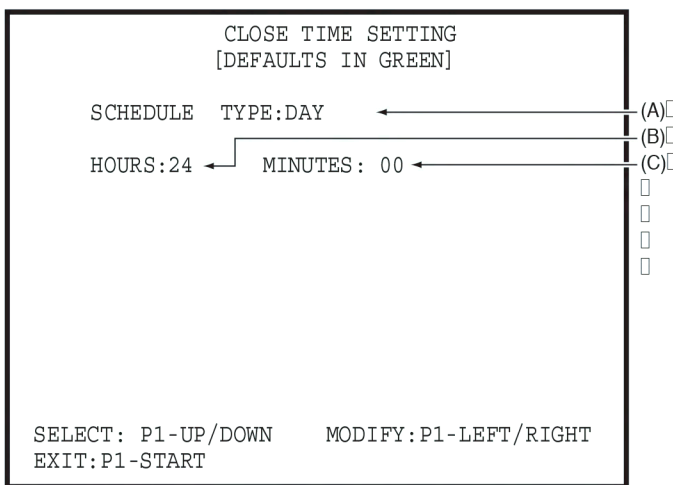 CLOSE TIME SETTING
[DEFAULTS IN GREEN]
SCHEDULE TYPE:DAY (A)
(B)
HOURS:24 MINUTES: 00 (C)
SELECT: P1-UP/DOWN MODIFY:P1-LEFT/RIGHT
EXIT:P1-START